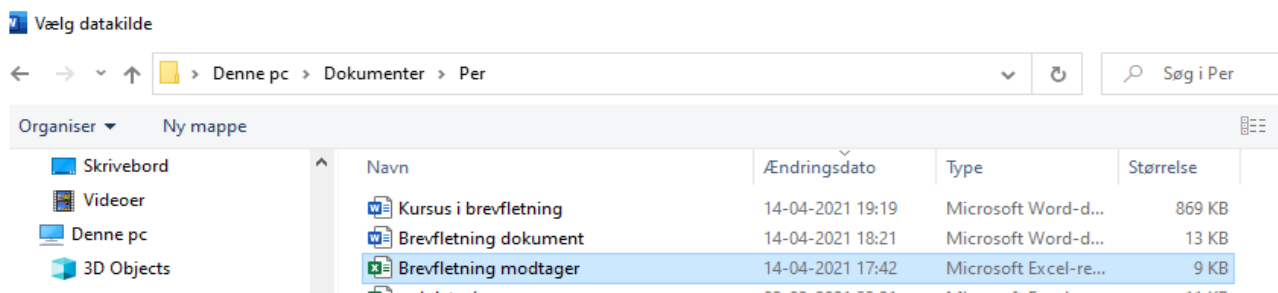 Vælg datakilde
Denne pc > Dokumenter > Per
Søg i Per
Organiser
Ny mappe
Skrivebord
Videoer
Denne pc
3D Objects
Navn Ændringsdato Type Størrelse
Kursus i brevfletning 14-04-2021 19:19 Microsoft Word-d... 869 KB
Brevfletning dokument 14-04-2021 18:21 Microsoft Word-d... 13 KB
Brevfletning modtager 14-04-2021 17:42 Microsoft Excel-re... 9 KB